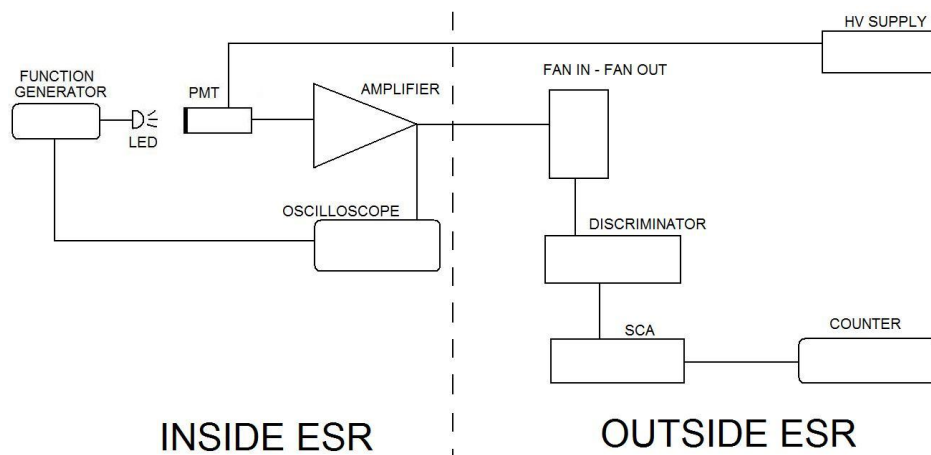 HV SUPPLY
FUNCTION
GENERATOR
PMT
AMPLIFIER
FAN IN - FAN OUT
LED
OSCILLOSCOPE
DISCRIMINATOR
SCA
COUNTER
INSIDE ESR
OUTSIDE ESR